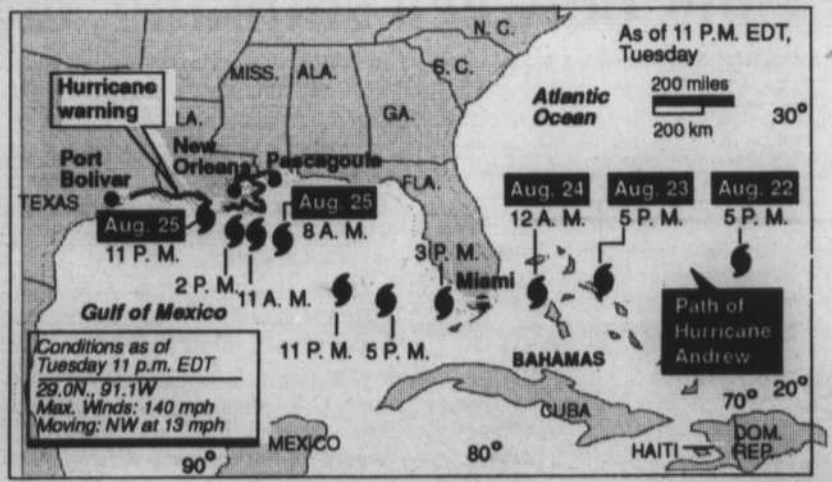 N. C.
As of 11 P.M. EDT,
Tuesday
MISS.
ALA.
S. C.
200 miles
200 km
Hurricane
warning
LA.
GA.
Atlantic
Ocean
30°
New
Orleans
Pascagoula
Port
Bolivar
TEXAS
FLA.
Aug. 25
11 P. M.
Aug. 25
8 A. M.
Aug. 24
12 A. M.
Aug. 23
5 P. M.
Aug. 22
5 P. M.
2 P. M.
11 A. M.
3 P. M.
Miami
Gulf of Mexico
11 P. M.
5 P. M.
Path of
Hurricane
Andrew
Conditions as of
Tuesday 11 p.m. EDT
29.0N., 91.1W
Max. Winds: 140 mph
Moving: NW at 13 mph
BAHAMAS
CUBA
70°
20°
MEXICO
90°
80°
HAITI
DOM.
REP.